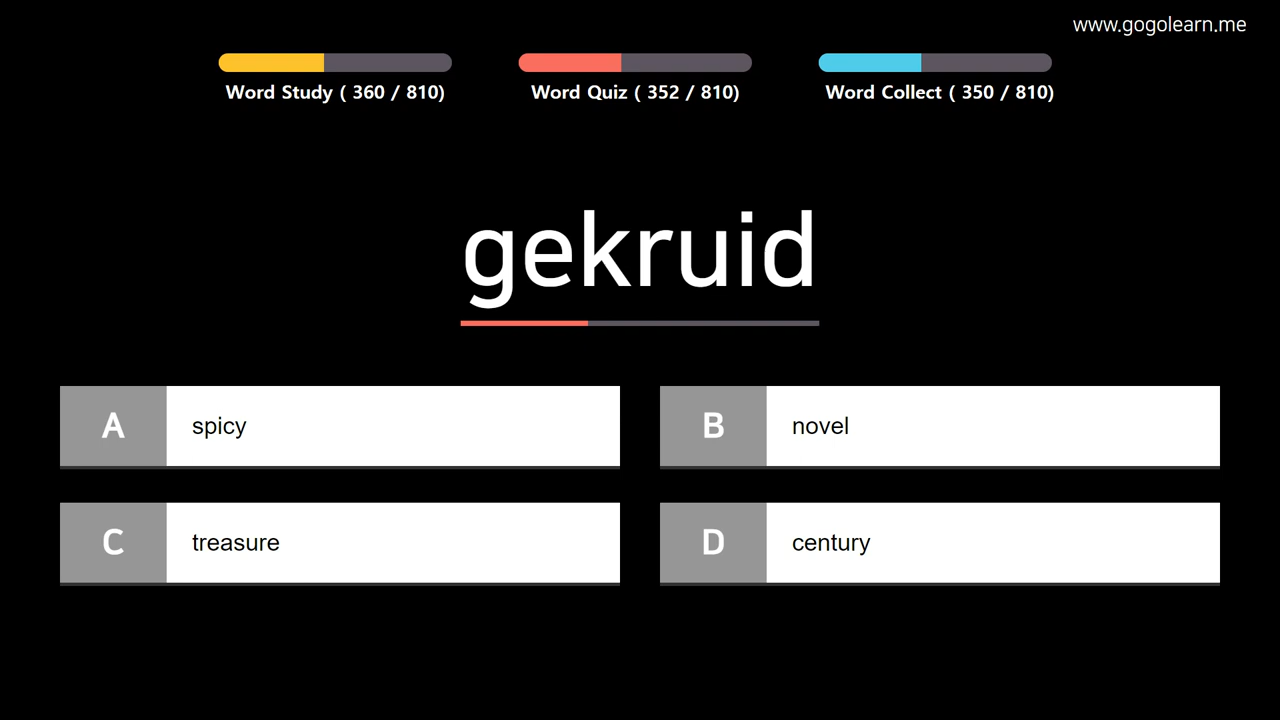 www.gogolearn.me
Word Study ( 360 / 810)
Word Quiz ( 352 / 810)
Word Collect ( 350 / 810)
gekruid
A spicy
B novel
C treasure
D century